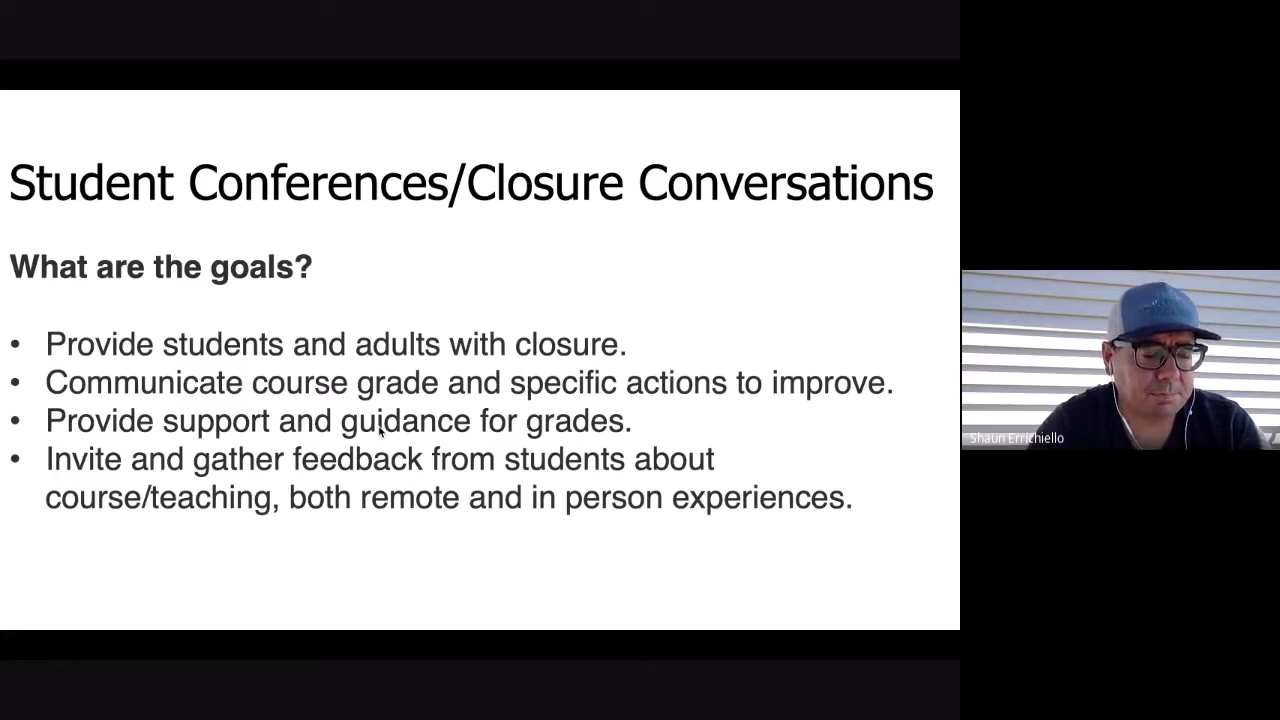 Student Conferences/Closure Conversations
What are the goals?
• Provide students and adults with closure.
• Communicate course grade and specific actions to improve.
• Provide support and guidance for grades.
• Invite and gather feedback from students about
course/teaching, both remote and in person experiences.
Shaun Errichiello